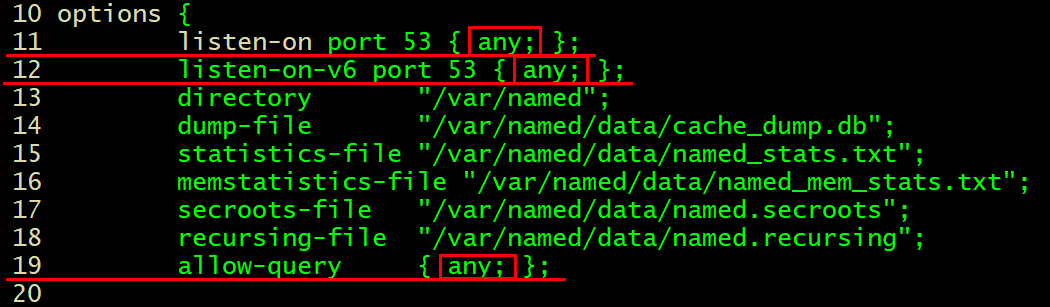 10 options {
11         listen-on port 53 { any; };
12         listen-on-v6 port 53 { any; };
13         directory       "/var/named";
14         dump-file       "/var/named/data/cache_dump.db";
15         statistics-file "/var/named/data/named_stats.txt";
16         memstatistics-file "/var/named/data/named_mem_stats.txt";
17         secroots-file   "/var/named/data/named.secroots";
18         recursing-file  "/var/named/data/named.recursing";
19         allow-query     { any; };
20